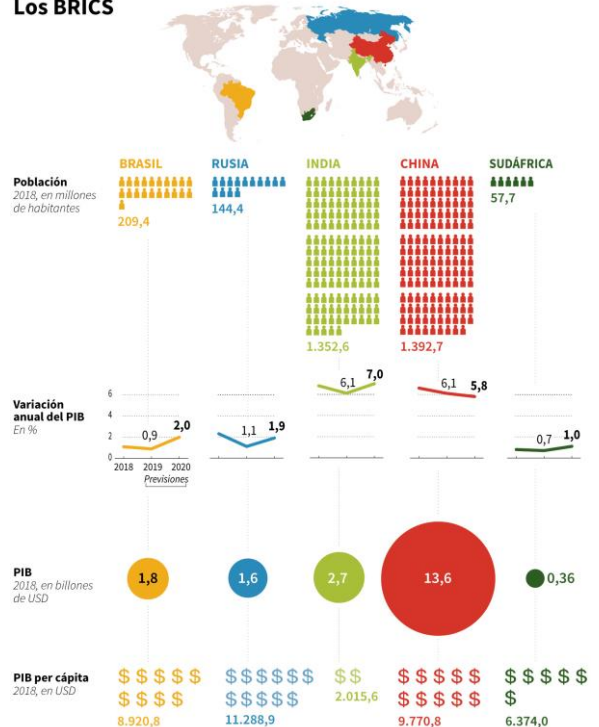 Los BRICS
BRASIL RUSIA INDIA CHINA SUDÁFRICA
Población
2018, en millones
de habitantes
209,4 144,4 1.352,6 1.392,7 57,7
Variación
anual del PIB
En %
6
4
2
0
0,9 2,0
1,1 1,9
6,1 7,0
6,1 5,8
0,7 1,0
2018 2019 2020
Previsiones
PIB
2018, en billones
de USD
1,8 1,6 2,7 13,6 0,36
PIB per cápita
2018, en USD
$ $ $ $ $ $ $ $ $ $ $ $ $ $ $ $ $ $ $ $ $ $ $
$ $ $ $ $ $ $ $ $ $ $ $ $ $ $
8.920,8 11.288,9 2.015,6 9.770,8 6.374,0